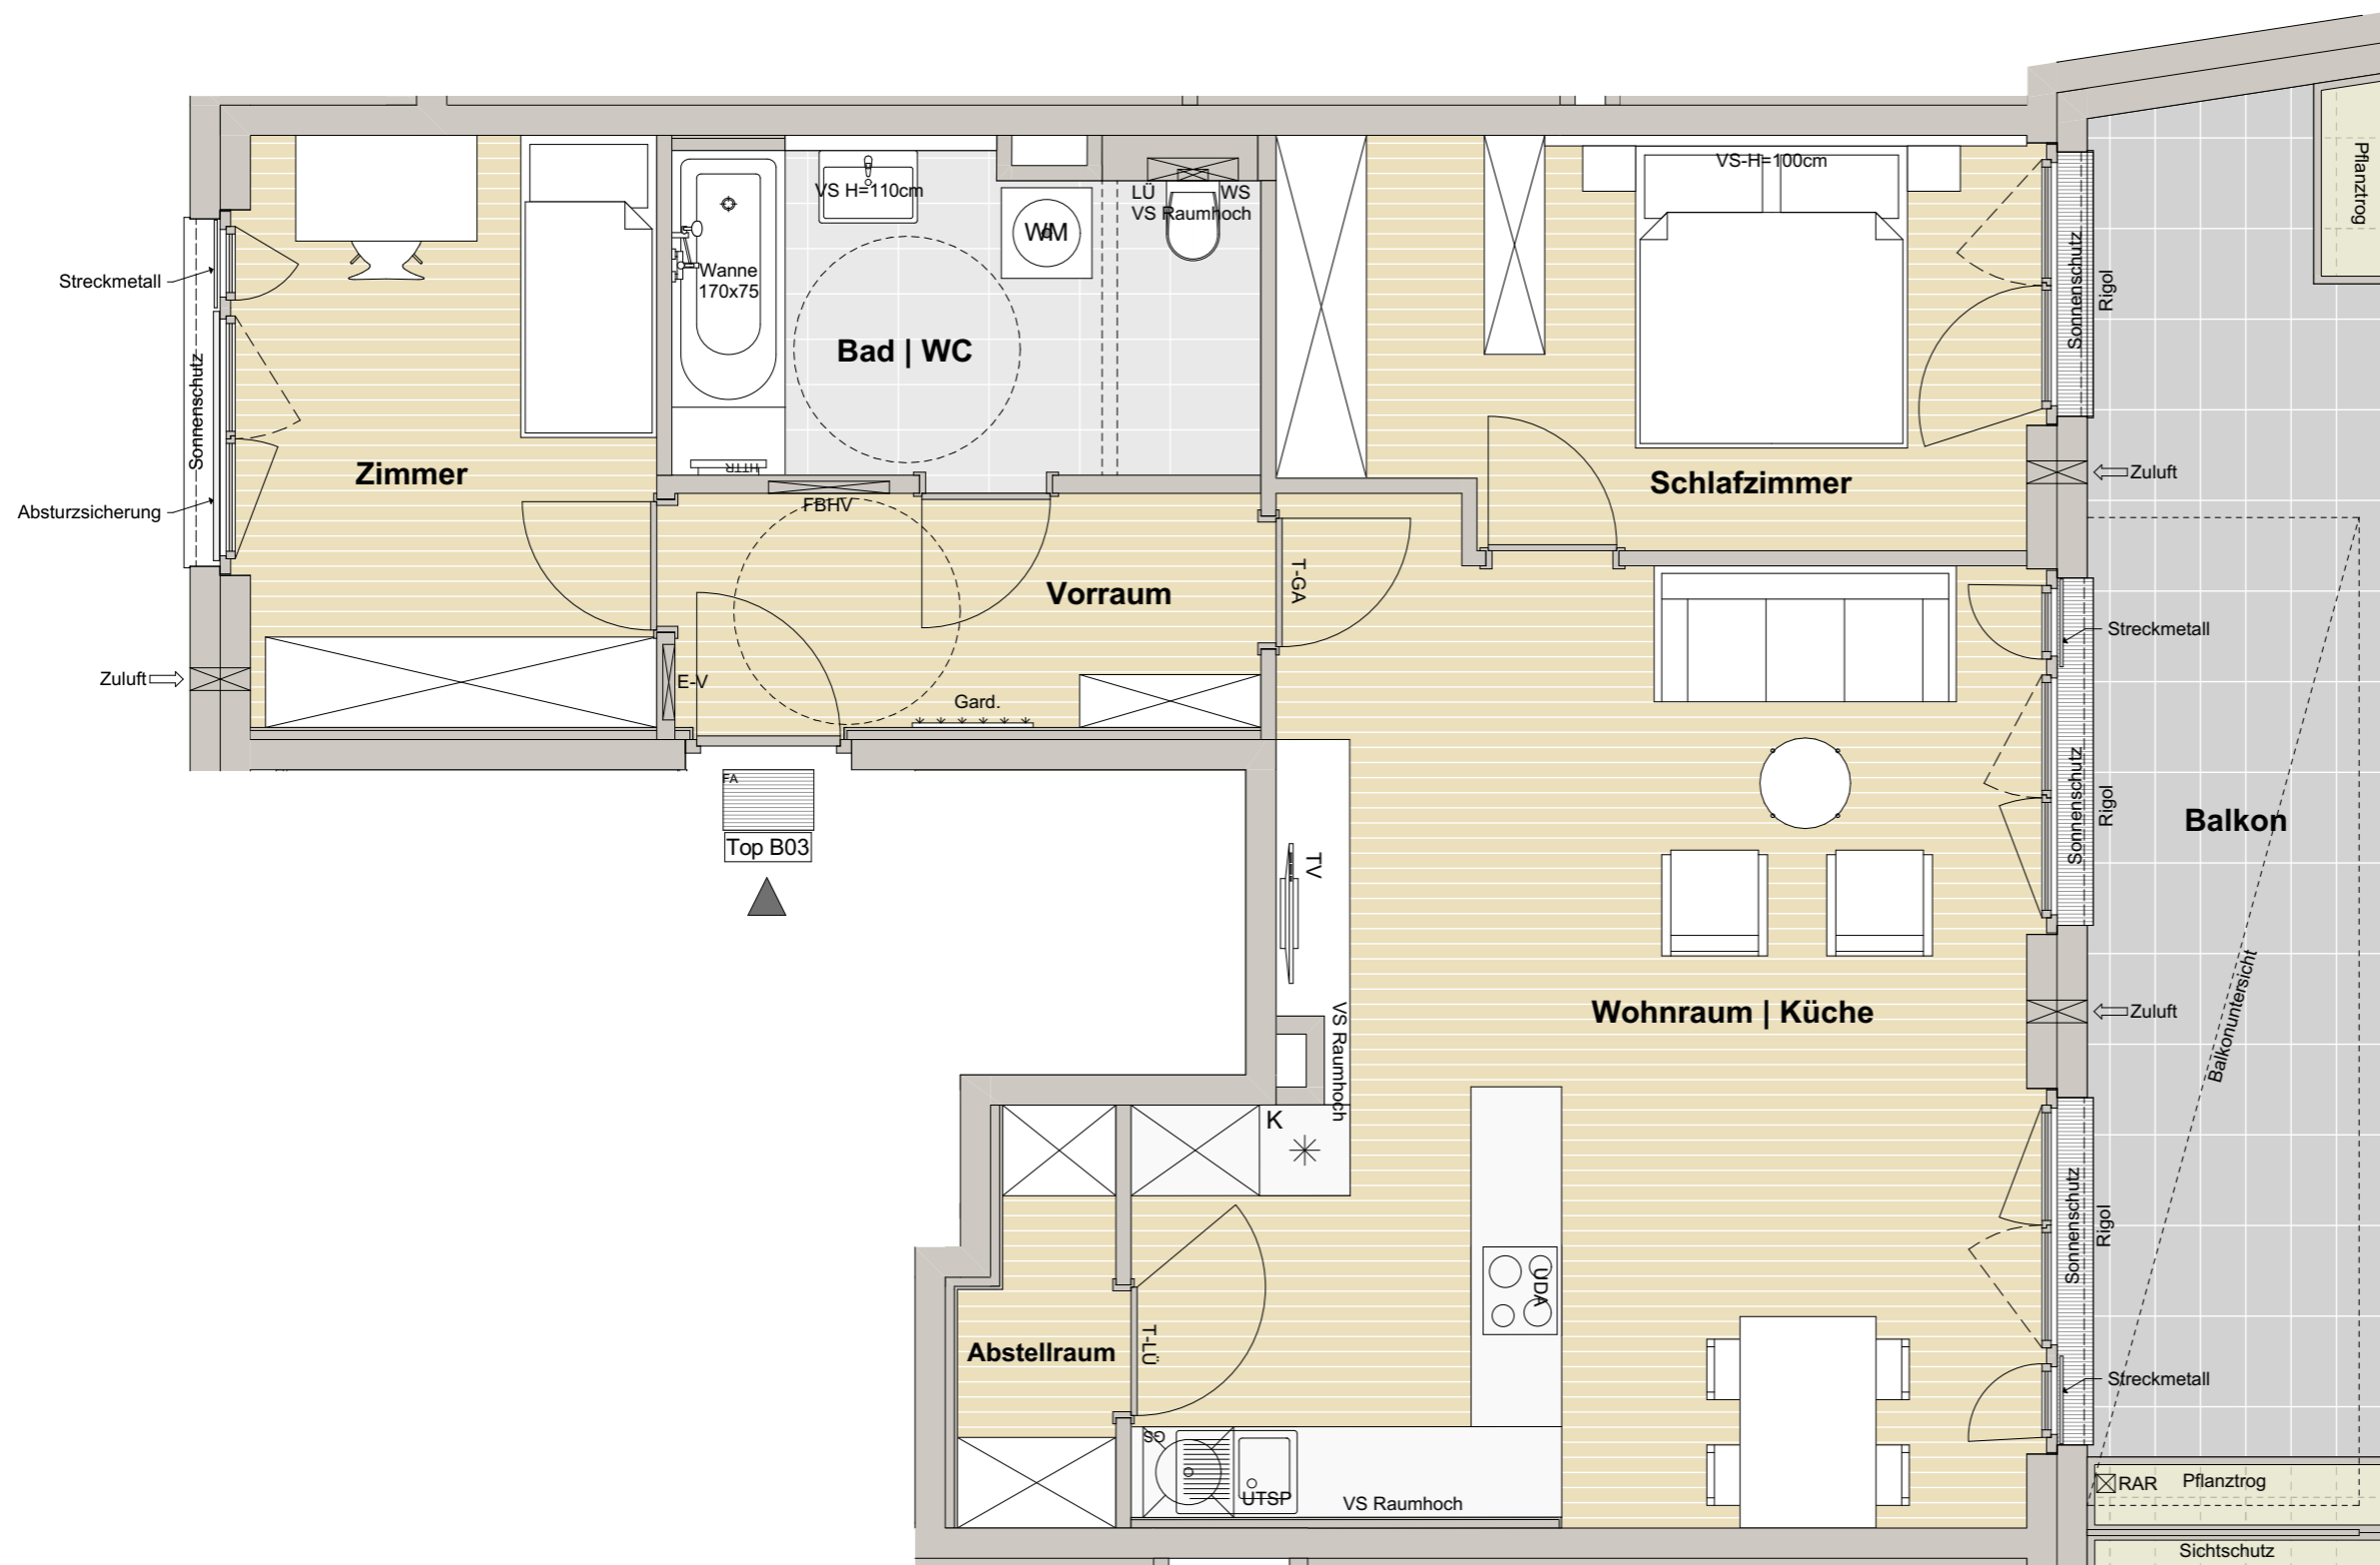 Pflanztrog
VS-H=100cm
VS H=110cm
LÜ
WS
VS Raumhoch
WM
Streckmetall
Wanne
170x75
Sonnenschutz
Rigol
Bad | WC
Sonnenschutz
Zimmer
HTTR
Schlafzimmer
Zuluft
FBHV
Absturzsicherung
Vorraum
T-GA
Streckmetall
Zuluft
E-V
Gard.
FA
Top B03
TV
Sonnenschutz
Rigol
Balkon
Wohnraum | Küche
Zuluft
Balkonuntersicht
VS Raumhoch
K
Sonnenschutz
Rigol
UDA
Abstellraum
T-LÜ
Streckmetall
GS
UTSP
VS Raumhoch
RAR
Pflanztrog
Sichtschutz